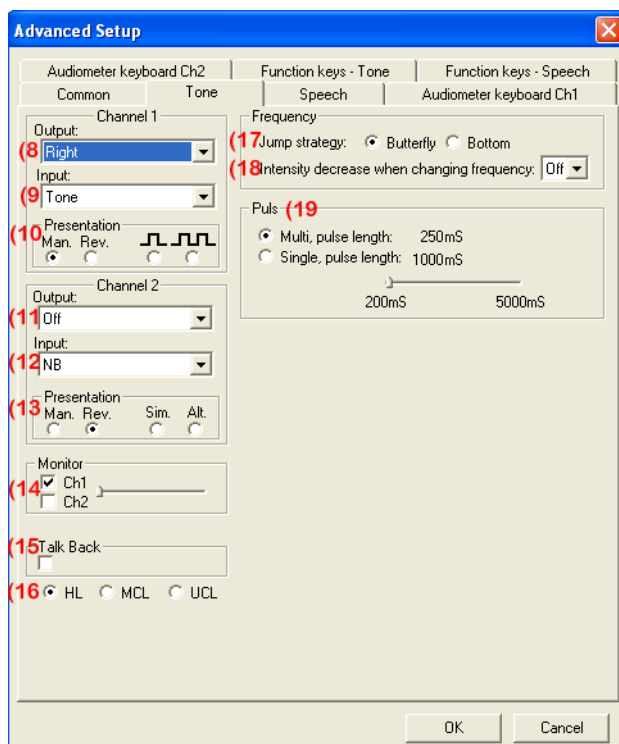 Advanced Setup
Audiometer keyboard Ch2
Function keys - Tone
Function keys - Speech
Common
Tone
Speech
Audiometer keyboard Ch1
Channel 1
Output:
(8 Right
Input:
(9 Tone
(10 Presentation
Man. Rev.
Channel 2
Output:
(11 Off
Input:
(12 NB
(13 Presentation
Man. Rev. Sim. Alt.
Monitor
(14 Ch1
Ch2
(15 Talk Back
(16 HL MCL UCL
Frequency
(17 Jump strategy: Butterfly Bottom
(18 Intensity decrease when changing frequency: Off
Puls (19
Multi, pulse length: 250mS
Single, pulse length: 1000mS
200mS 5000mS
OK Cancel